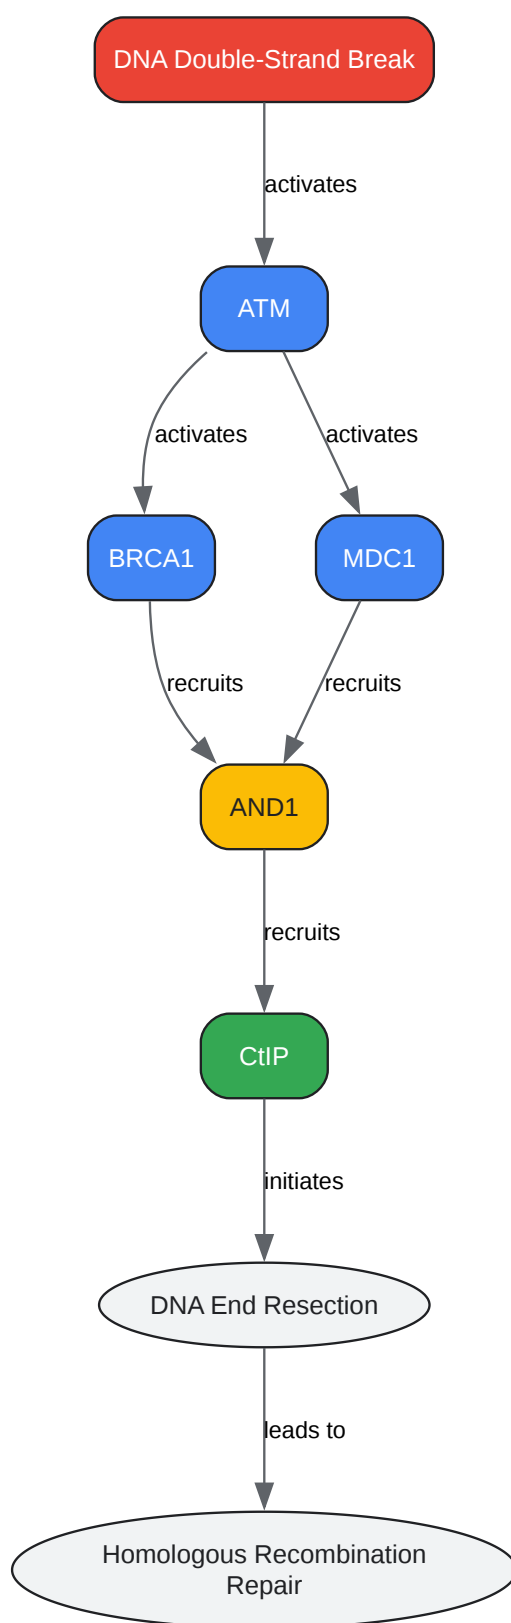 DNA Double-Strand Break
activates
ATM
activates
activates
BRCA1
MDC1
recruits
recruits
AND1
recruits
CtIP
initiates
DNA End Resection
leads to
Homologous Recombination
Repair